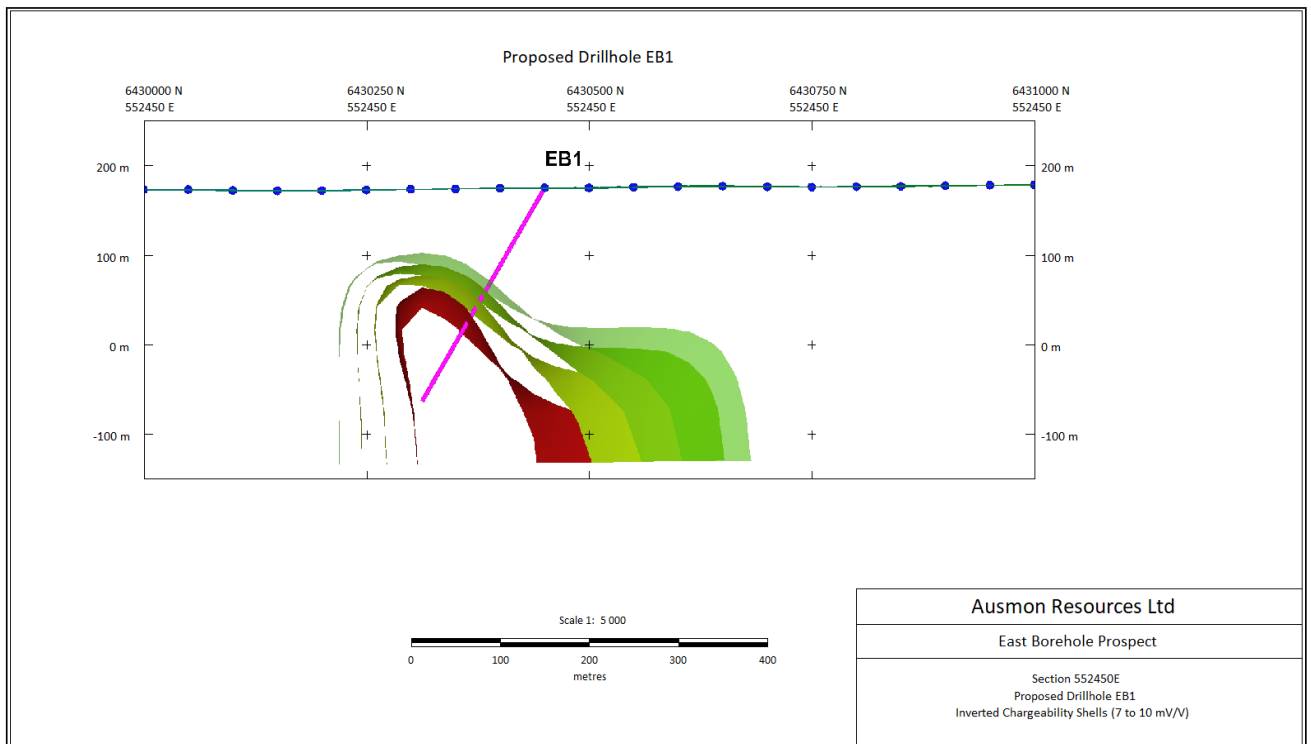 Proposed Drillhole EB1
6430000 N 6430250 N 6430500 N 6430750 N 6431000 N
552450 E 552450 E 552450 E 552450 E 552450 E
EB1
200 m 200 m
100 m 100 m
0 m 0 m
-100 m -100 m
Scale 1: 5 000
0 100 200 300 400
metres
Ausmon Resources Ltd
East Borehole Prospect
Section 552450E
Proposed Drillhole EB1
Inverted Chargeability Shells (7 to 10 mV/V)